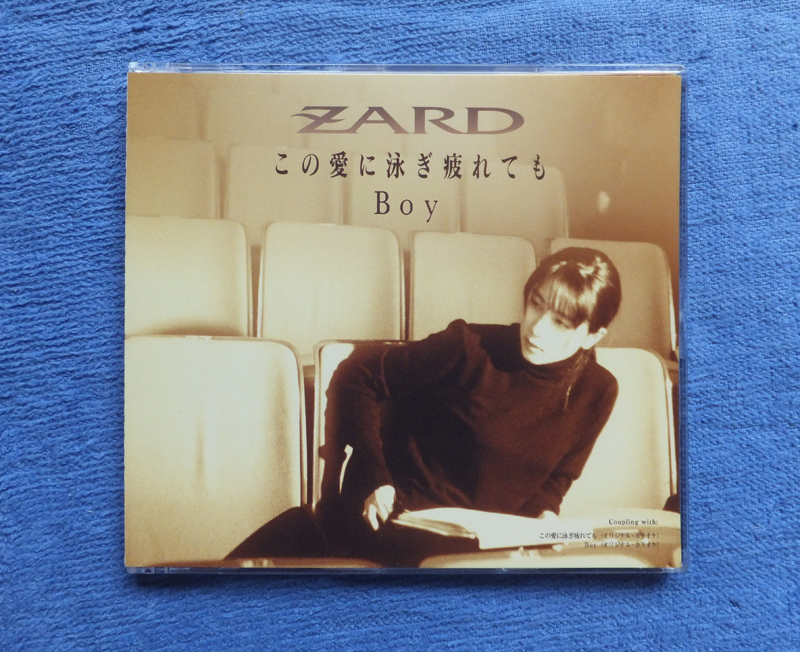 ZARD
この愛に泳ぎ疲れても
Boy
Coupling with:
この愛に泳ぎ疲れても (オリジナル・カラオケ)
Boy (オリジナル・カラオケ)